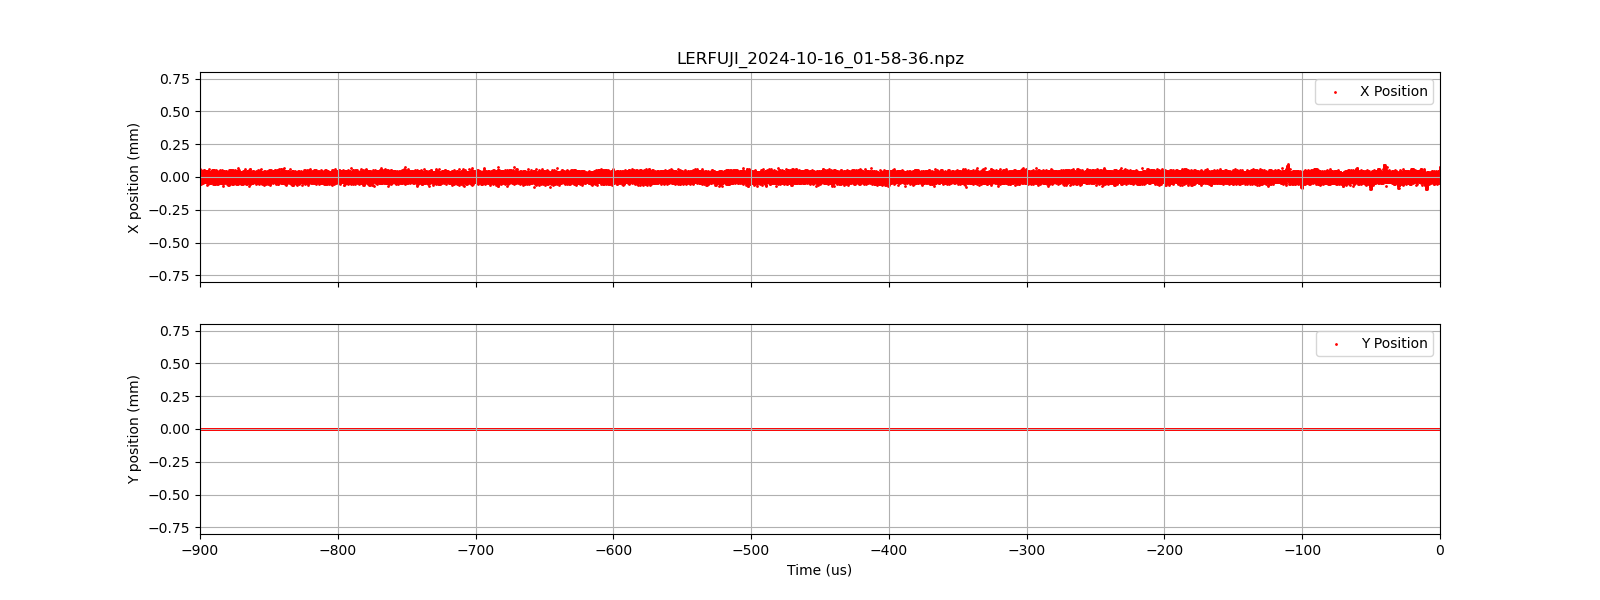 LERFUJI_2024-10-16_01-58-36.npz
0.75
0.50
0.25
0.00
−0.25
−0.50
−0.75
X position (mm)
X Position
0.75
0.50
0.25
0.00
−0.25
−0.50
−0.75
Y position (mm)
Y Position
−900 −800 −700 −600 −500 −400 −300 −200 −100 0
Time (us)